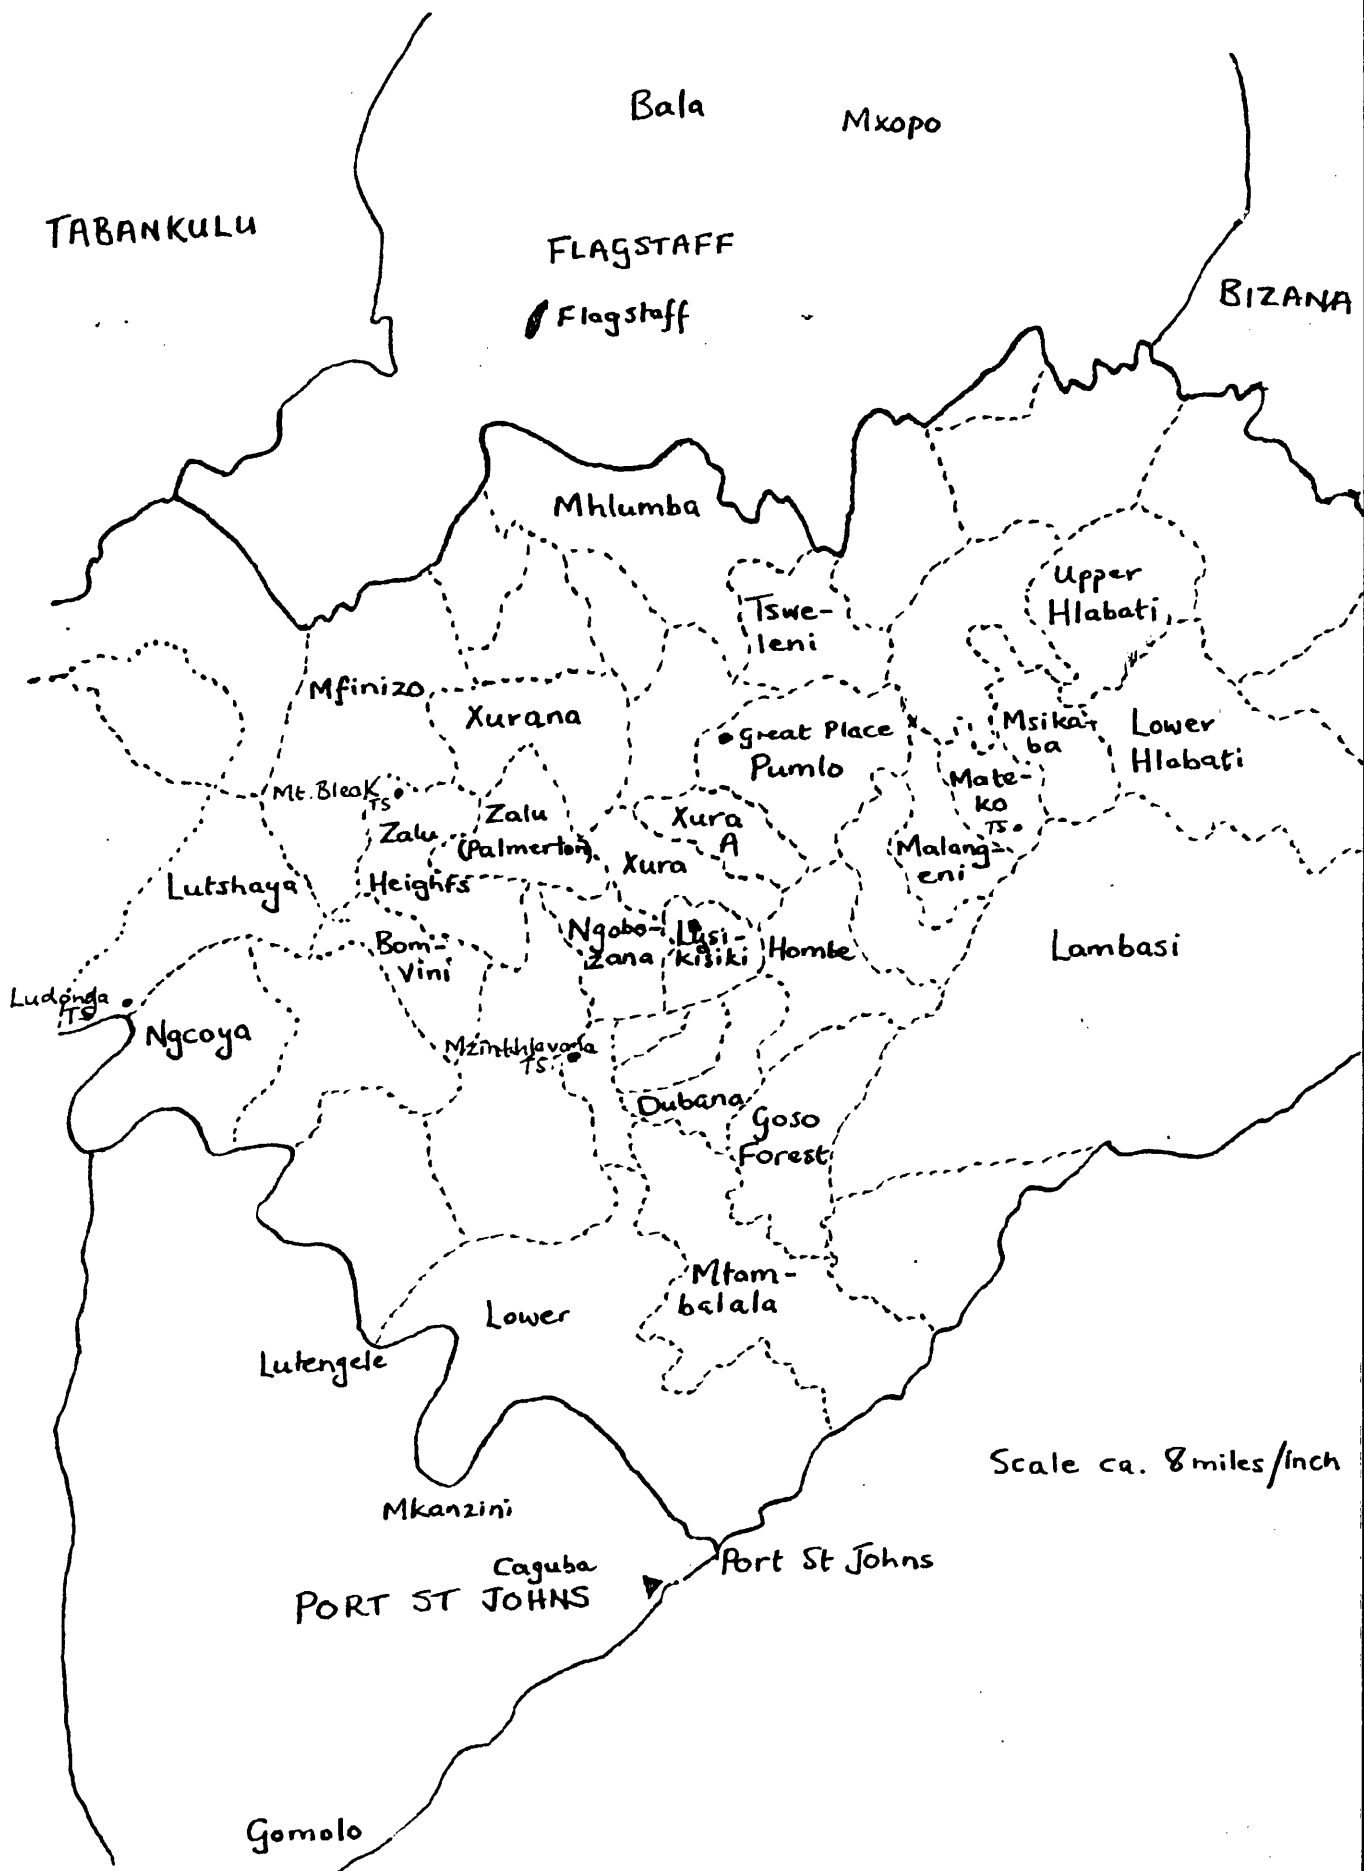 Bala
Mxopo
TABANKULU
FLAGSTAFF
Flagstaff
BIZANA
Mhlumba
Upper
Hlabati
Tswe-
leni
Mfinizo
Xurana
Great Place
Pumlo
Msika-
ba
Lower
Hlabati
Mt. Bleak
TS
Mate-
ko
TS
Zalu
Heights
Zalu
(Palmerton)
Xura
A
Xura
Malang-
eni
Lutshaya
Bom-
Vini
Ngobo-
zana
Lusi-
kisiki
Hombe
Lambasi
Ludonga
TS
Ngcoya
TS
Dubana
Goso
Forest
Mtam-
balala
Lower
Lutengele
Scale ca. 8 miles/inch
Mkanzini
Caguba
Port St Johns
PORT ST JOHNS
Gomolo